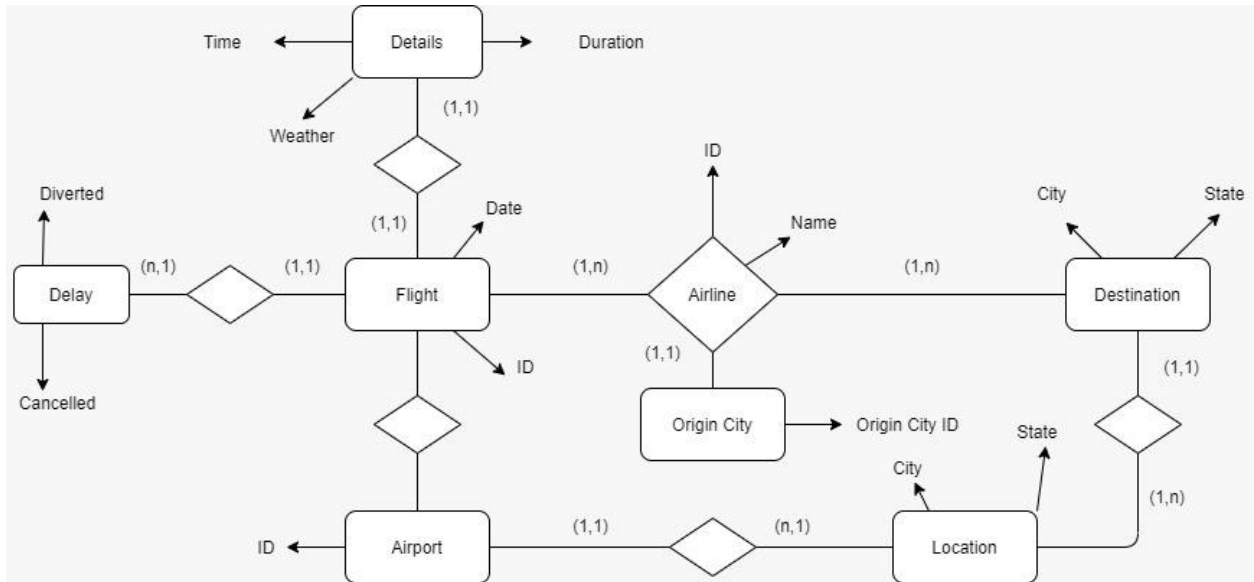 Time
Details
Duration
(1,1)
Weather
ID
Diverted
(1,1)
Date
Name
City
State
(n,1)
(1,1)
(1,n)
(1,n)
Delay
Flight
Airline
Destination
(1,1)
ID
(1,1)
Cancelled
Origin City
Origin City ID
State
City
(1,n)
(1,1)
(n,1)
ID
Airport
Location